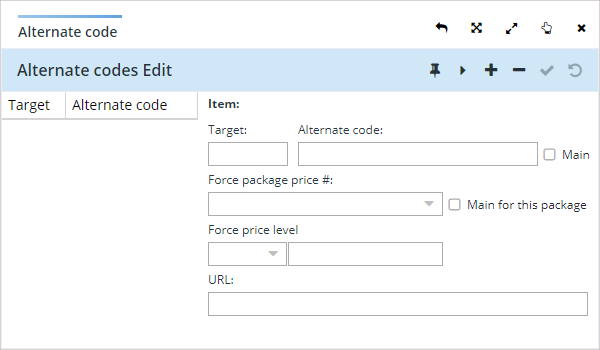 Alternate code
Alternate codes Edit
Target Alternate code
Item:
Target: Alternate code:
Main
Force package price #:
Main for this package
Force price level
URL: